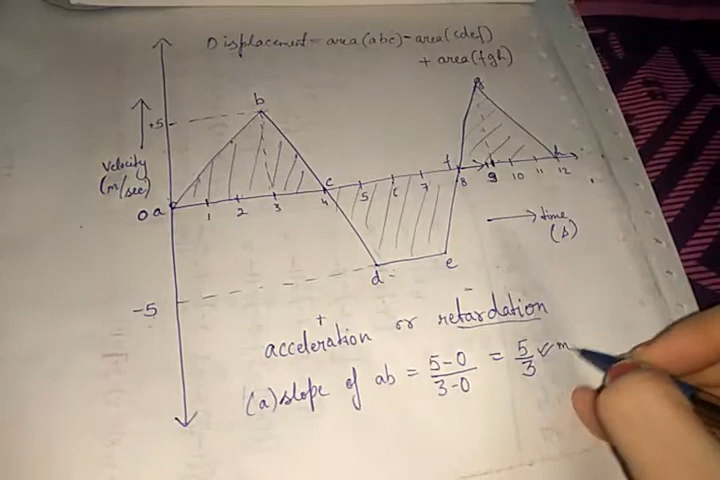 Displacement = area(abc) - area(cdef)
+ area(fgh)
b
g
+5
velocity
(m/sec)
f
h
c
0 a
1 2 3 4 5 6 7 8 9 10 11 12
time
(s)
d
e
-5
+ -
acceleration or retardation
(a) slope of ab = 5-0 / 3-0 = 5/3 m